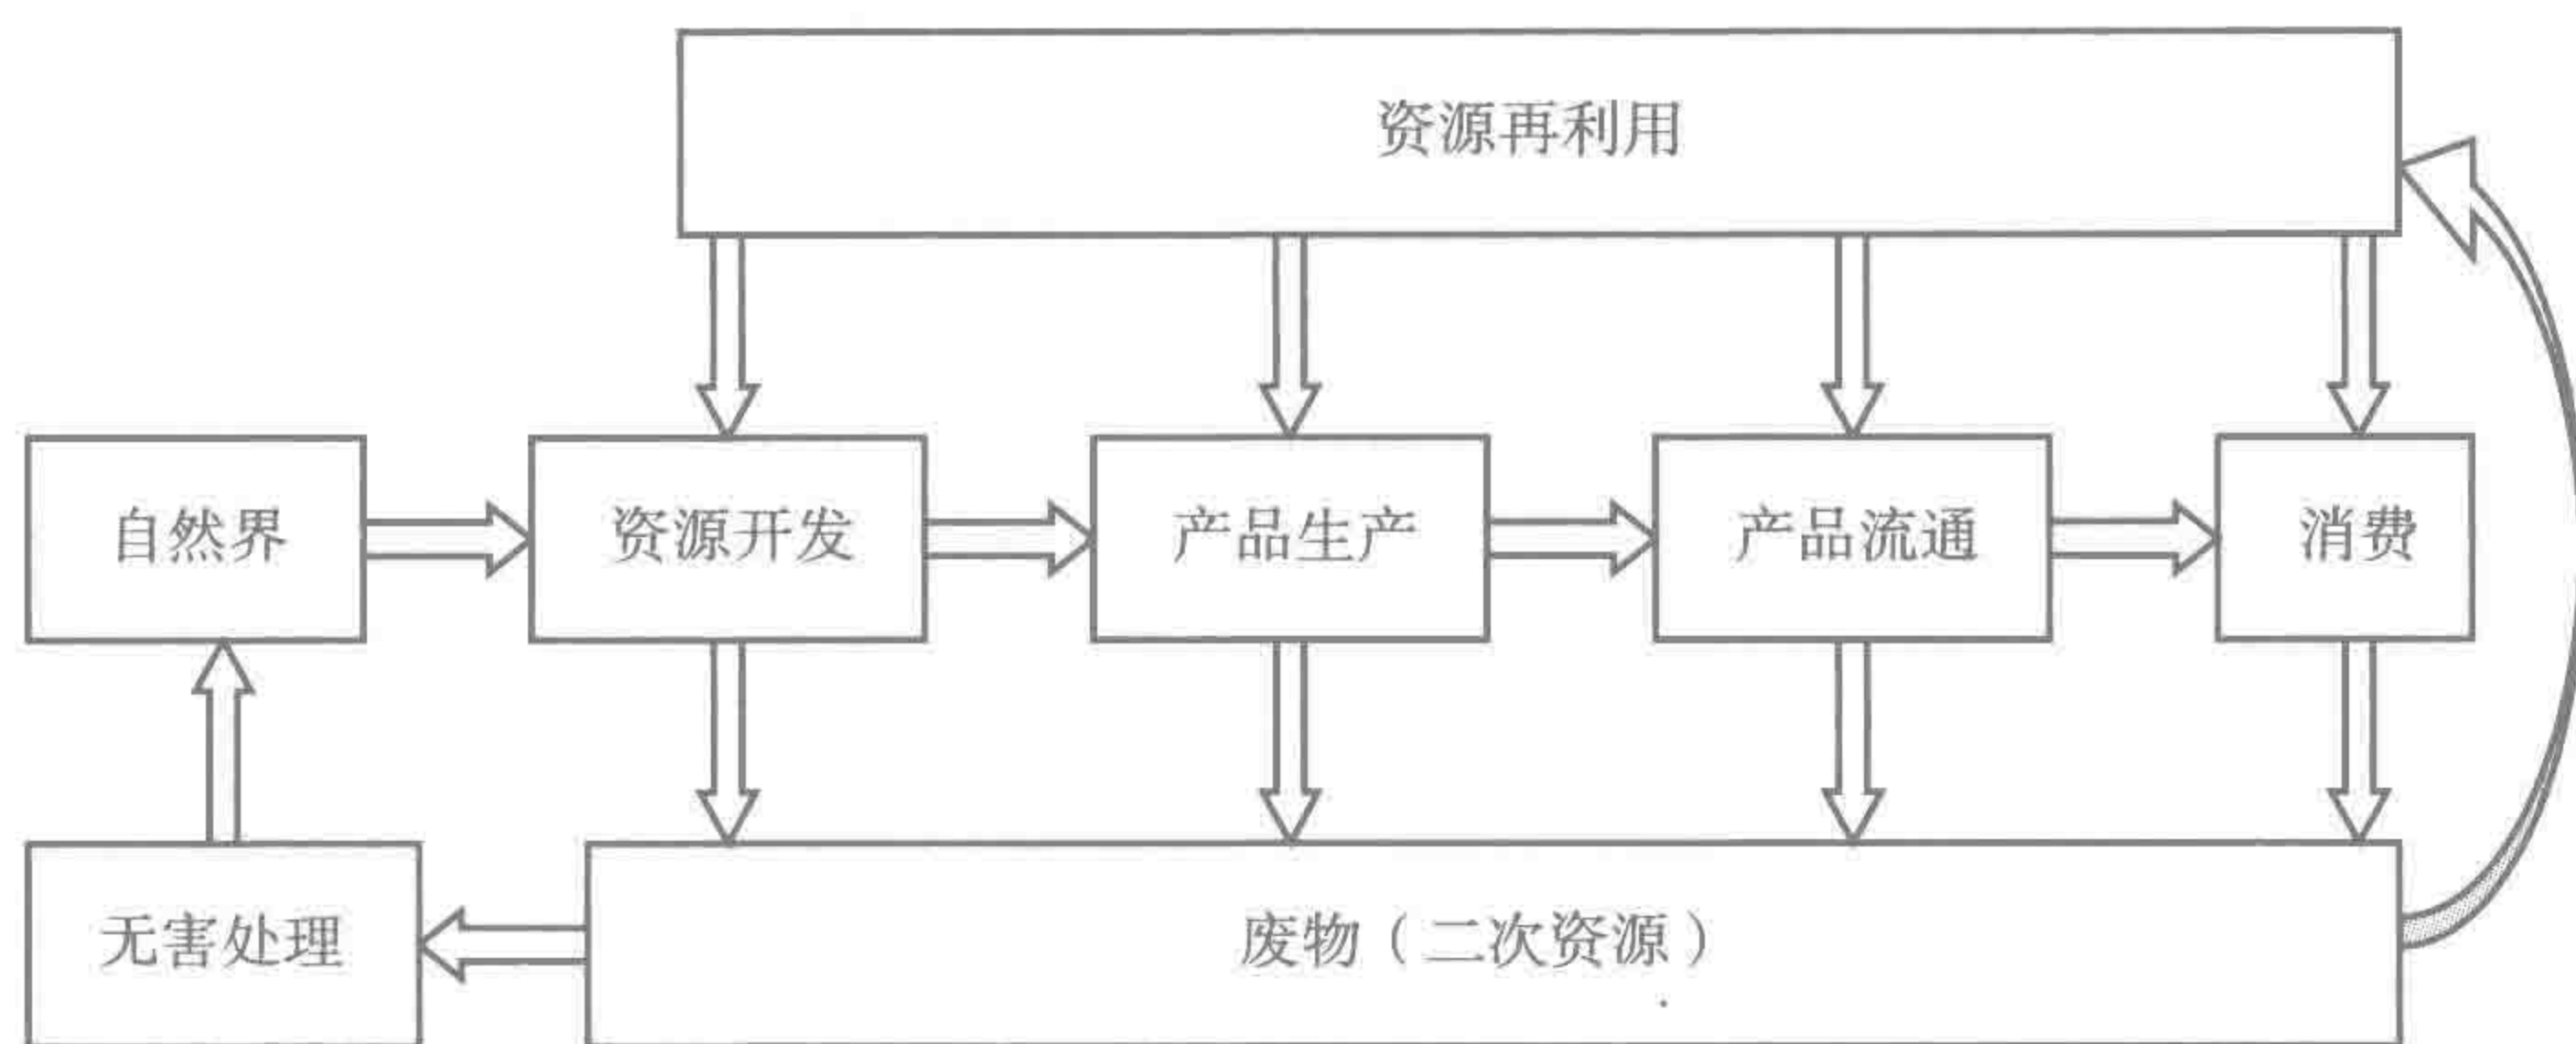 资源再利用
自然界
资源开发
产品生产
产品流通
消费
无害处理
废物（二次资源）